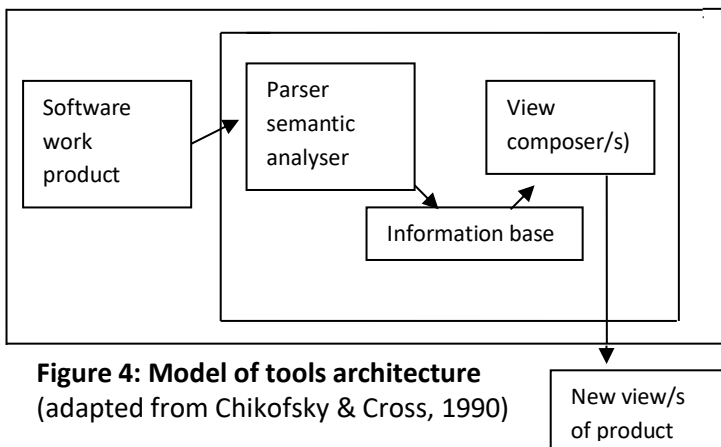 Software
work
product
Parser
semantic
analyser
View
composer/s)
Information base
Figure 4: Model of tools architecture
(adapted from Chikofsky & Cross, 1990)
New view/s
of product